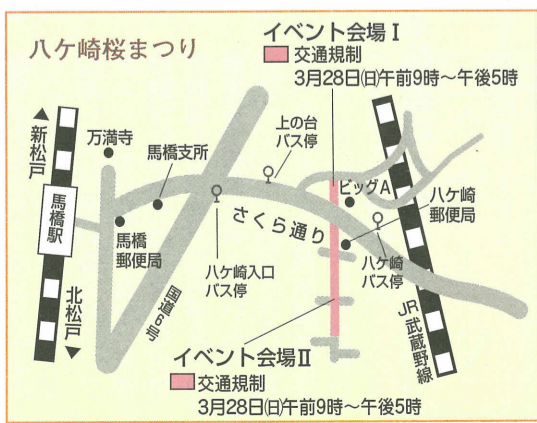 八ケ崎桜まつり
イベント会場Ⅰ
交通規制
3月28日(日)午前9時〜午後5時
▲新松戸
馬橋駅
北松戸▼
万満寺
馬橋支所
馬橋
郵便局
上の台
バス停
八ケ崎入口
バス停
国道6号
さくら通り
ビッグA
八ケ崎
郵便局
八ケ崎
バス停
JR武蔵野線
イベント会場Ⅱ
交通規制
3月28日(日)午前9時〜午後5時